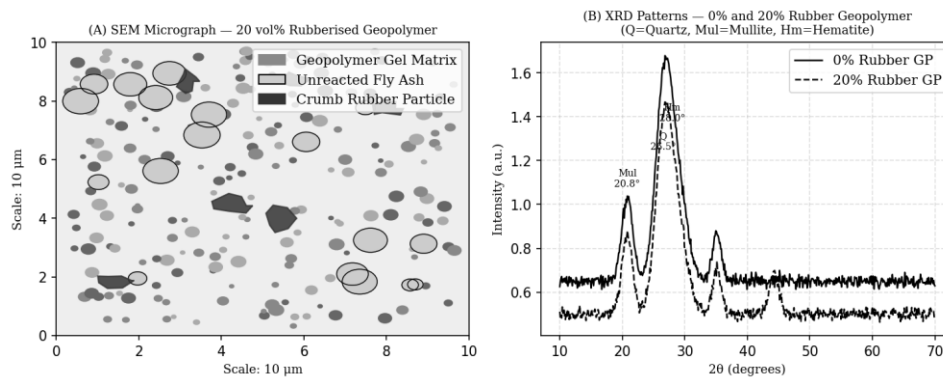 (A) SEM Micrograph — 20 vol% Rubberised Geopolymer
10
8
6
4
2
0
Scale: 10 μm
Geopolymer Gel Matrix
Unreacted Fly Ash
Crumb Rubber Particle
0 2 4 6 8 10
Scale: 10 μm
(B) XRD Patterns — 0% and 20% Rubber Geopolymer
(Q=Quartz, Mul=Mullite, Hm=Hematite)
1.6
1.4
1.2
1.0
0.8
0.6
Intensity (a.u.)
0% Rubber GP
20% Rubber GP
Mul
20.8°
Q
10 20 30 40 50 60 70
2θ (degrees)